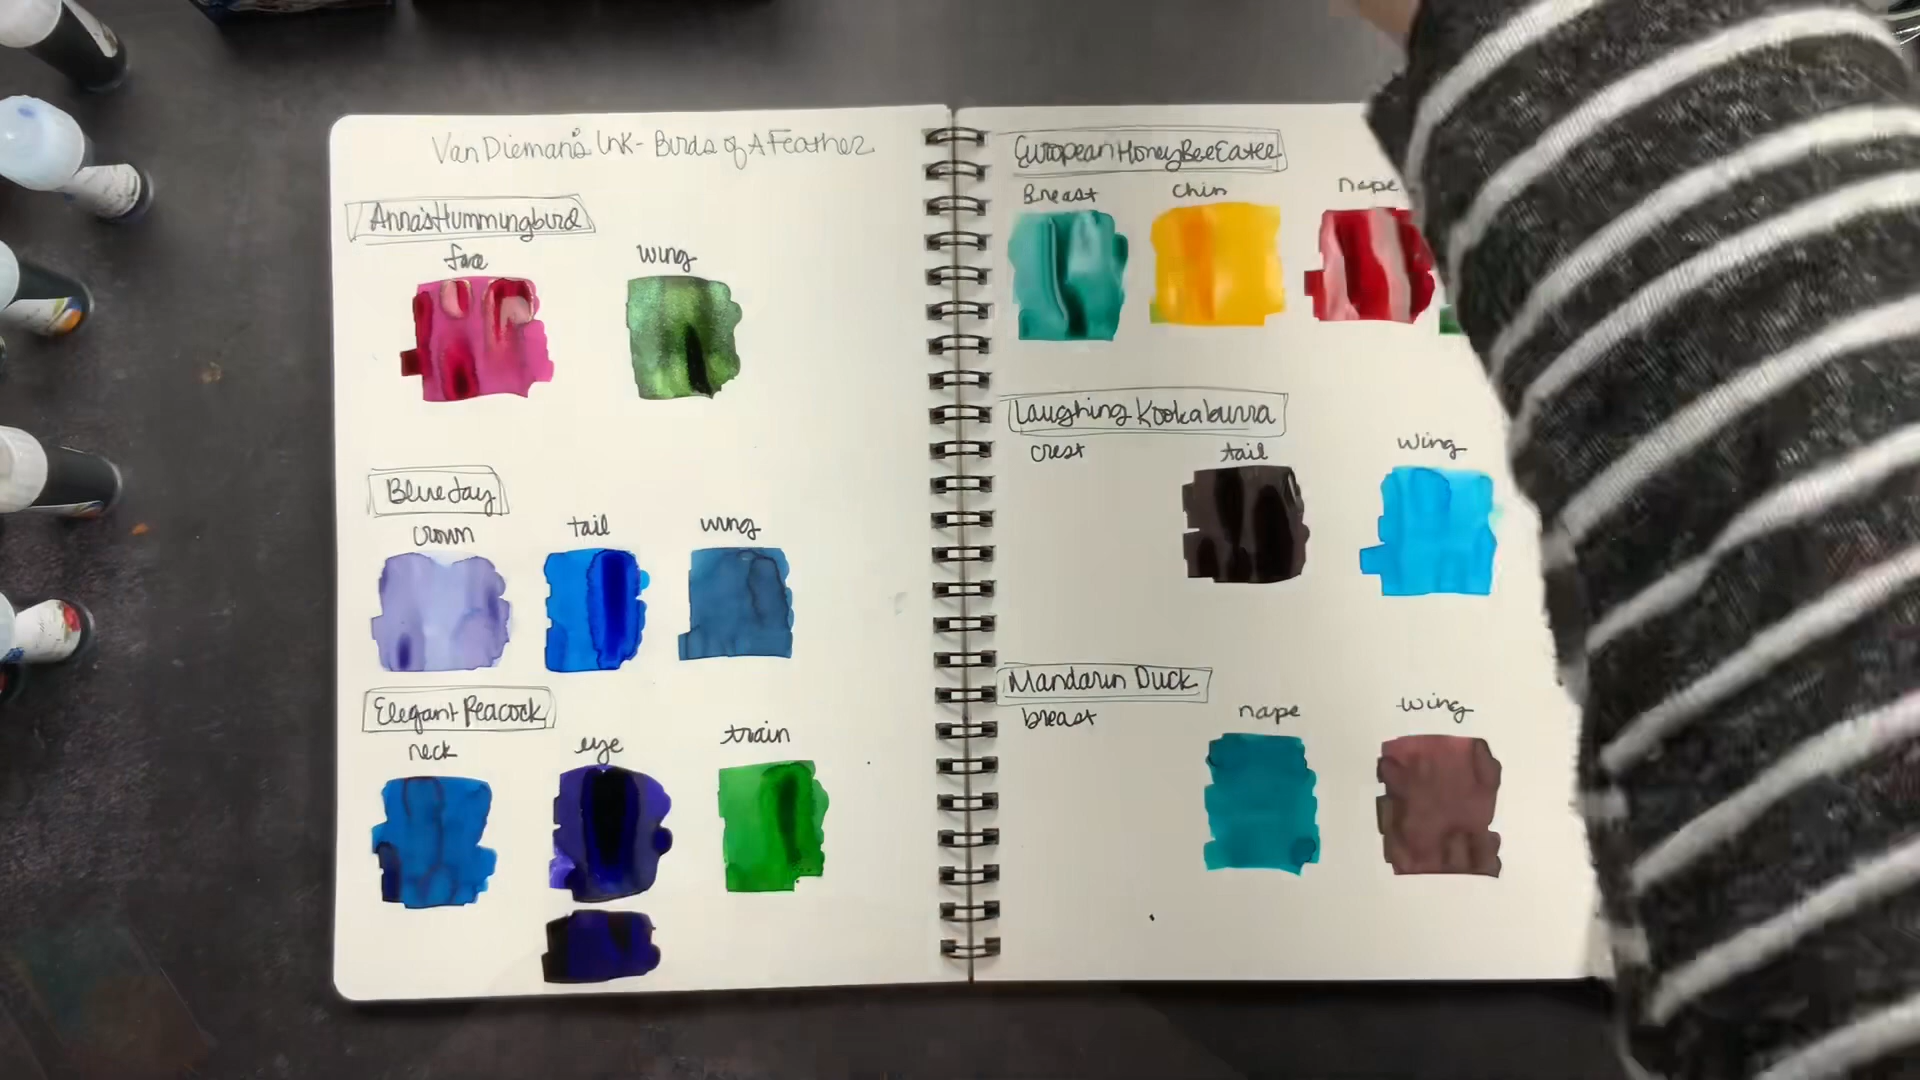 Van Dieman's Ink - Birds of A Feather
Anna's Hummingbird
face wing
Blue Jay
crown tail wing
Elegant Peacock
neck eye train
European Honey Bee Eater
Breast Chin nape
Laughing Kookaburra
crest tail wing
Mandarin Duck
breast nape wing